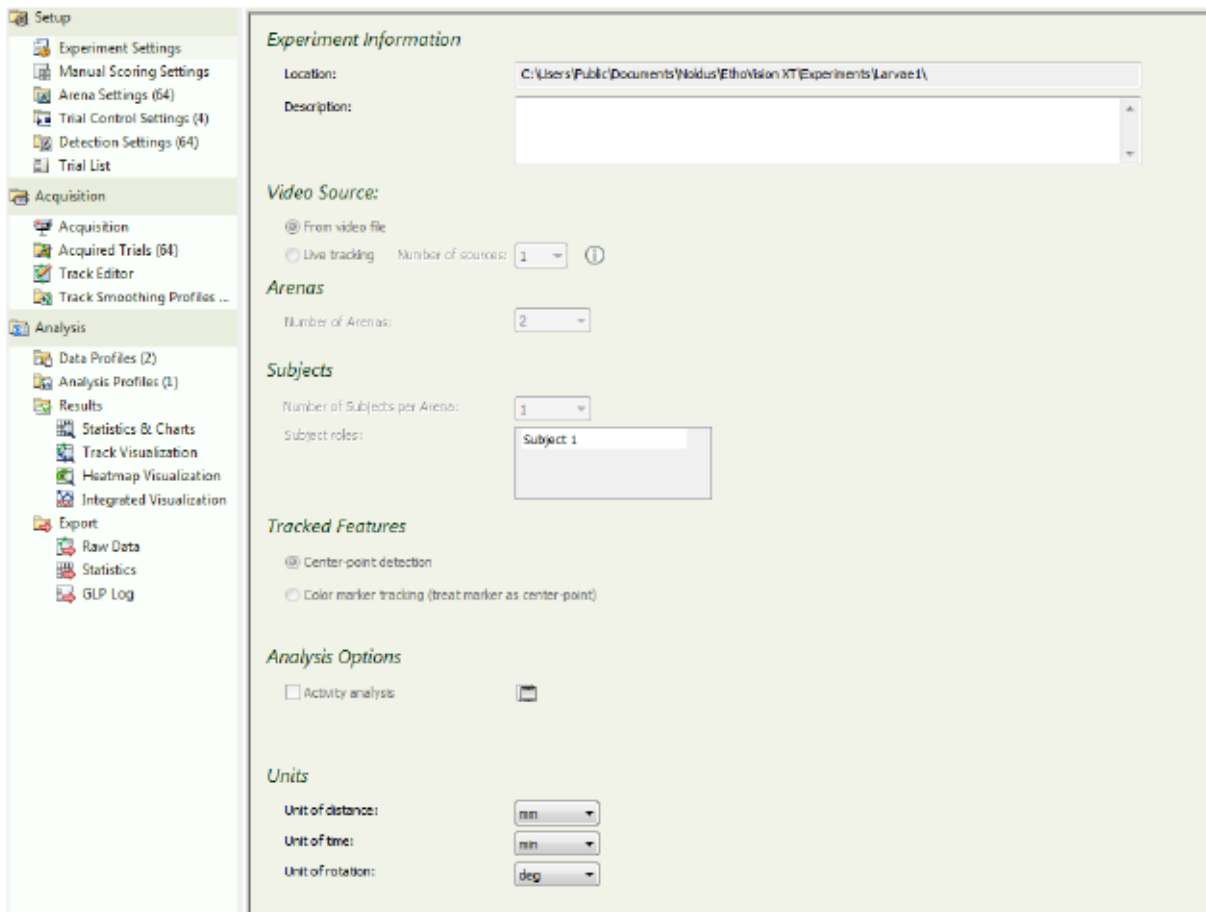 Setup
Experiment Settings
Manual Scoring Settings
Arena Settings (64)
Trial Control Settings (4)
Detection Settings (64)
Trial List
Acquisition
Acquisition
Acquired Trials (64)
Track Editor
Track Smoothing Profiles ...
Analysis
Data Profiles (2)
Analysis Profiles (1)
Results
Statistics & Charts
Track Visualization
Heatmap Visualization
Integrated Visualization
Export
Raw Data
Statistics
GLP Log
Experiment Information
Location: C:\Users\Public\Documents\Noldus\EthoVision XT\Experiments\Larvae1\
Description:
Video Source:
From video file
Live tracking Number of sources: 1
Arenas
Number of Arenas: 2
Subjects
Number of Subjects per Arena: 1
Subject roles: Subject 1
Tracked Features
Center-point detection
Color marker tracking (treat marker as center-point)
Analysis Options
Activity analysis
Units
Unit of distance: mm
Unit of time: min
Unit of rotation: deg